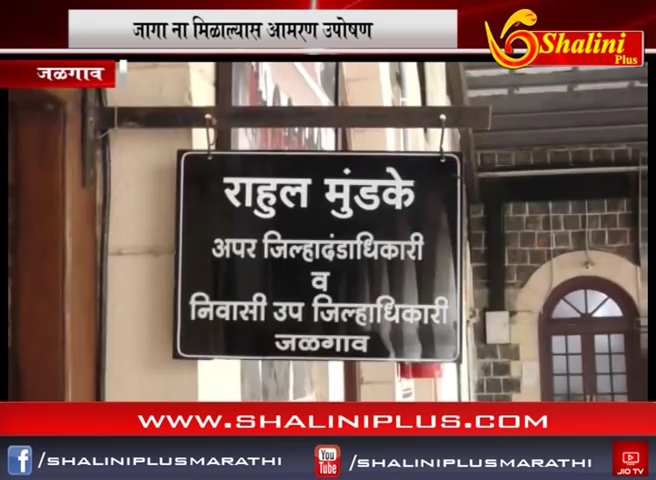 जागा ना मिळाल्यास आमरण उपोषण
Shalini
Plus
जळगाव
राहुल मुंडके
अपर जिल्हादंडाधिकारी
व
निवासी उप जिल्हाधिकारी
जळगाव
WWW.SHALINIPLUS.COM
f /SHALINIPLUSMARATHI
You Tube /SHALINIPLUSMARATHI
JIO TV